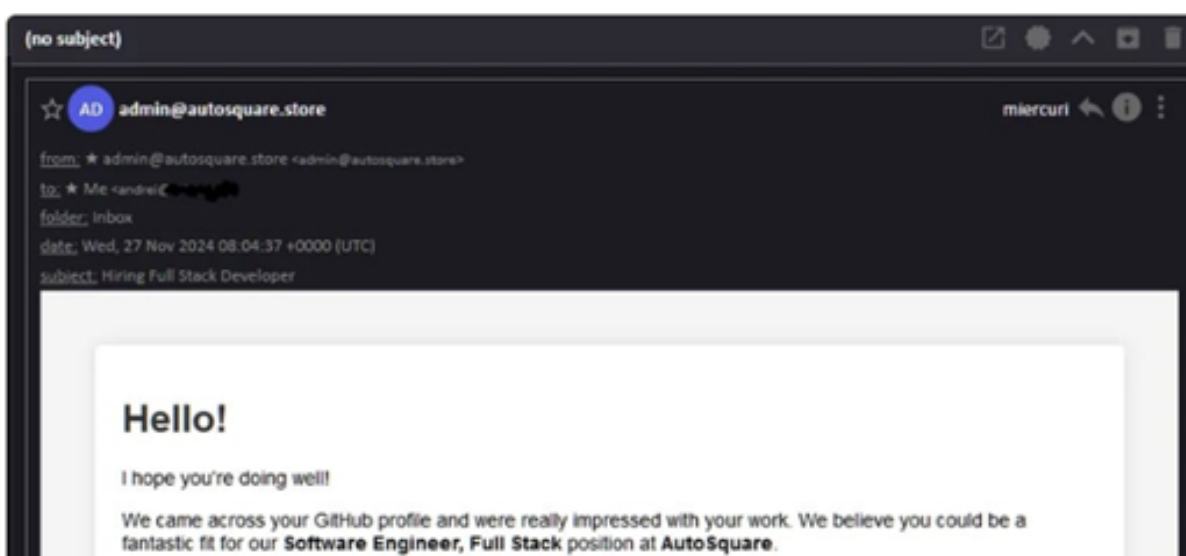 (no subject)
AD admin@autosquare.store miercuri
from: ★ admin@autosquare.store <admin@autosquare.store>
to: ★ Me <andrei@
folder: Inbox
date: Wed, 27 Nov 2024 08:04:37 +0000 (UTC)
subject: Hiring Full Stack Developer
Hello!
I hope you're doing well!
We came across your GitHub profile and were really impressed with your work. We believe you could be a
fantastic fit for our Software Engineer, Full Stack position at AutoSquare.